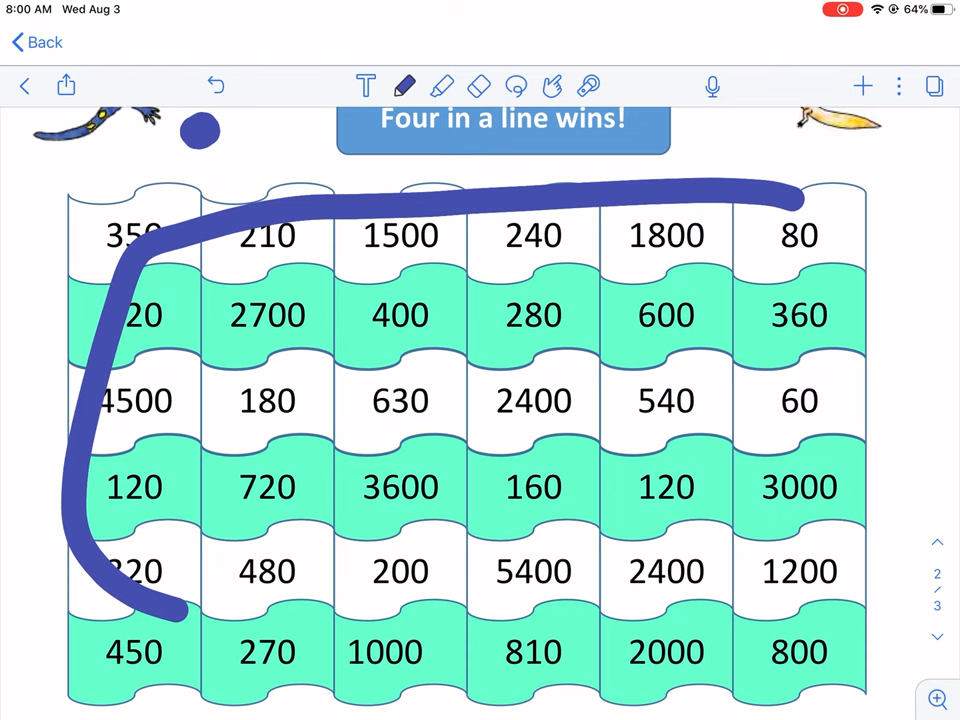 8:00 AM Wed Aug 3 64%
Back
T
Four in a line wins!
210 1500 240 1800 80
2700 400 280 600 360
4500 180 630 2400 540 60
120 720 3600 160 120 3000
480 200 5400 2400 1200
450 270 1000 810 2000 800
2
/
3